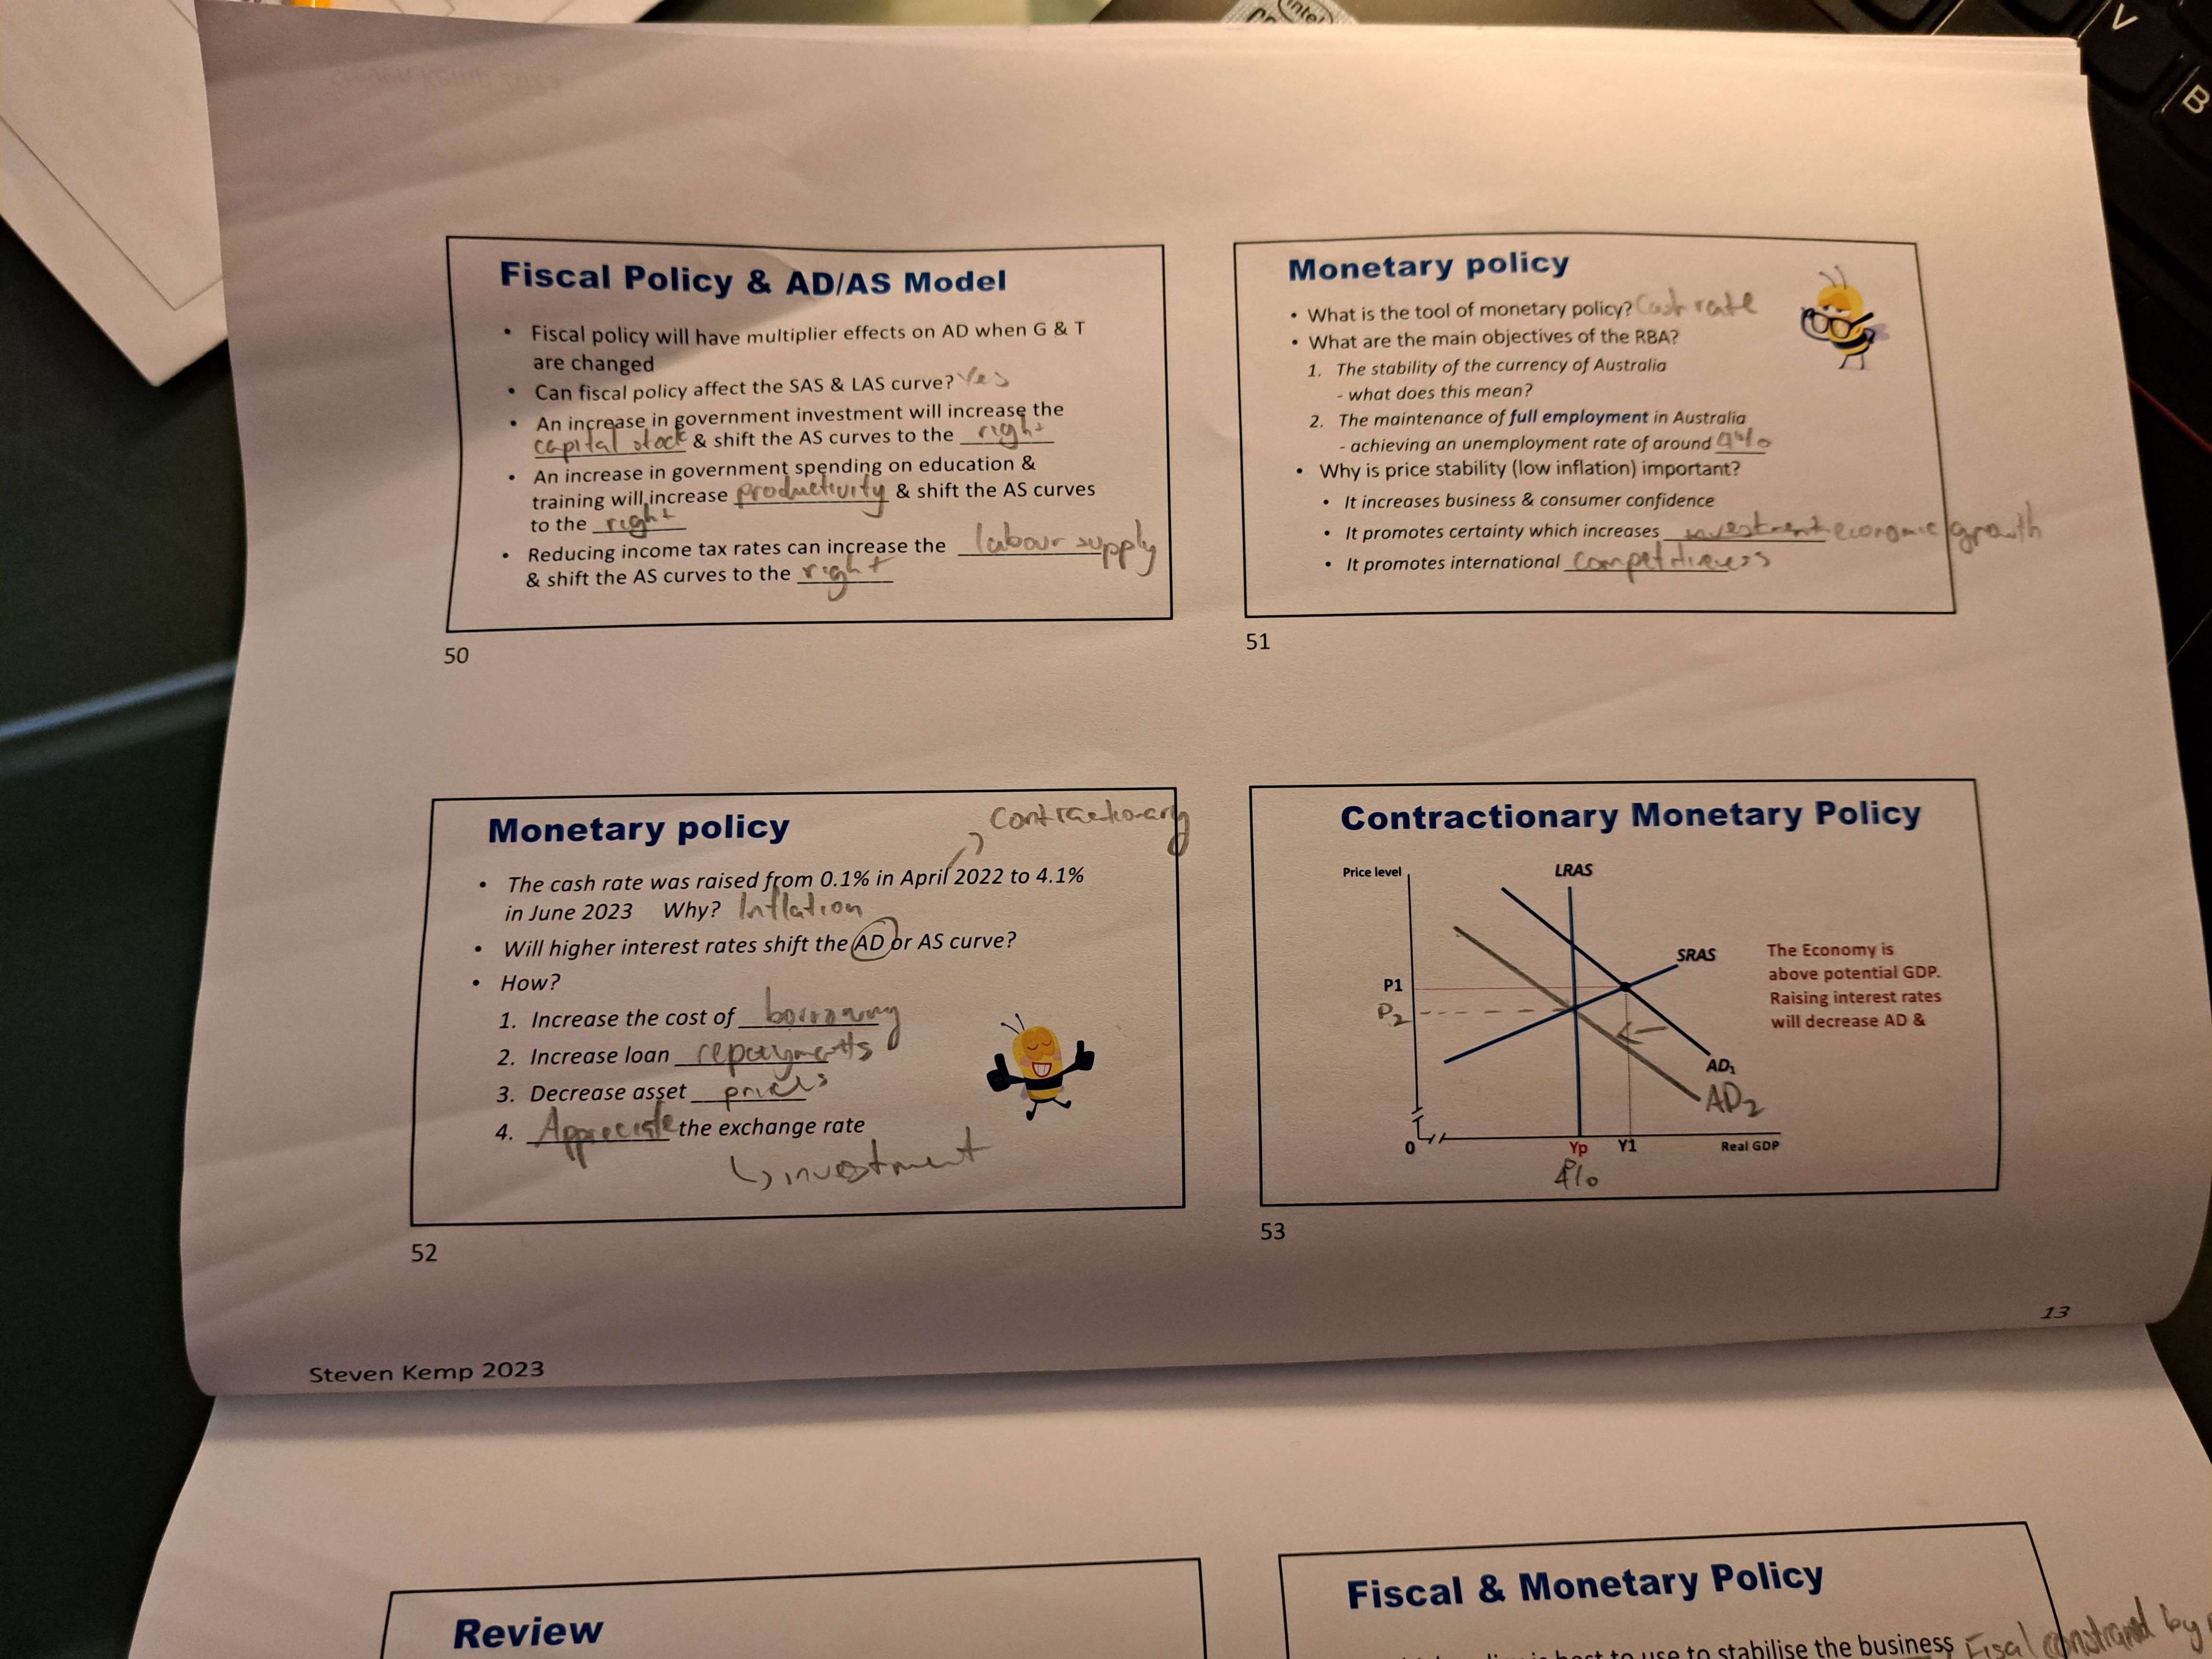 intel
V
B
Fiscal Policy & AD/AS Model
• Fiscal policy will have multiplier effects on AD when G & T
are changed
• Can fiscal policy affect the SAS & LAS curve? Yes
• An increase in government investment will increase the
capital stock & shift the AS curves to the right
• An increase in government spending on education &
training will increase productivity & shift the AS curves
to the right
• Reducing income tax rates can increase the labour supply
& shift the AS curves to the right
50
Monetary policy
• What is the tool of monetary policy? Cash rate
• What are the main objectives of the RBA?
1. The stability of the currency of Australia
- what does this mean?
2. The maintenance of full employment in Australia
- achieving an unemployment rate of around 4%
• Why is price stability (low inflation) important?
• It increases business & consumer confidence
• It promotes certainty which increases investment economic growth
• It promotes international competitiveness
51
Monetary policy
contractionary
• The cash rate was raised from 0.1% in April 2022 to 4.1%
in June 2023 Why? Inflation
• Will higher interest rates shift the AD or AS curve?
• How?
1. Increase the cost of borrowing
2. Increase loan repayments
3. Decrease asset prices
4. Appreciate the exchange rate
investment
52
Contractionary Monetary Policy
Price level
LRAS
SRAS
The Economy is
above potential GDP.
Raising interest rates
will decrease AD &
P1
P2
AD1
AD2
0
Yp
Y1
Real GDP
53
13
Steven Kemp 2023
Review
Fiscal & Monetary Policy
to use to stabilise the business Fisal constrained by